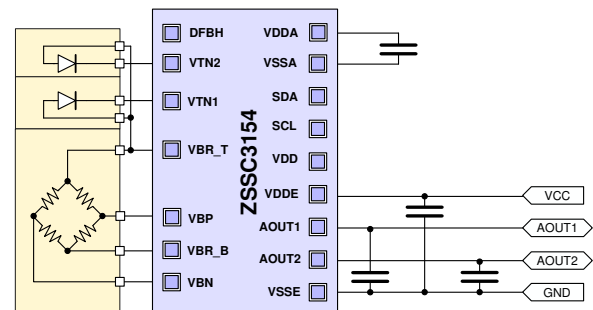 DFBH
VTN2
VTN1
VBR_T
VBP
VBR_B
VBN
ZSSC3154
VDDA
VSSA
SDA
SCL
VDD
VDDE
AOUT1
AOUT2
VSSE
VCC
AOUT1
AOUT2
GND